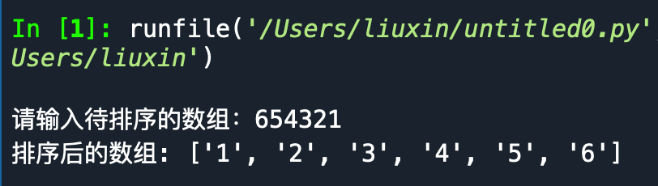 In [1]: runfile('/Users/liuxin/untitled0.py',
Users/liuxin')
请输入待排序的数组：654321
排序后的数组: ['1', '2', '3', '4', '5', '6']